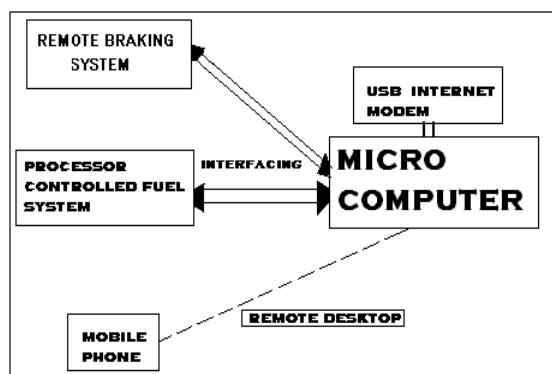 REMOTE BRAKING
SYSTEM
USB INTERNET
MODEM
PROCESSOR
CONTROLLED FUEL
SYSTEM
INTERFACING
MICRO
COMPUTER
REMOTE DESKTOP
MOBILE
PHONE